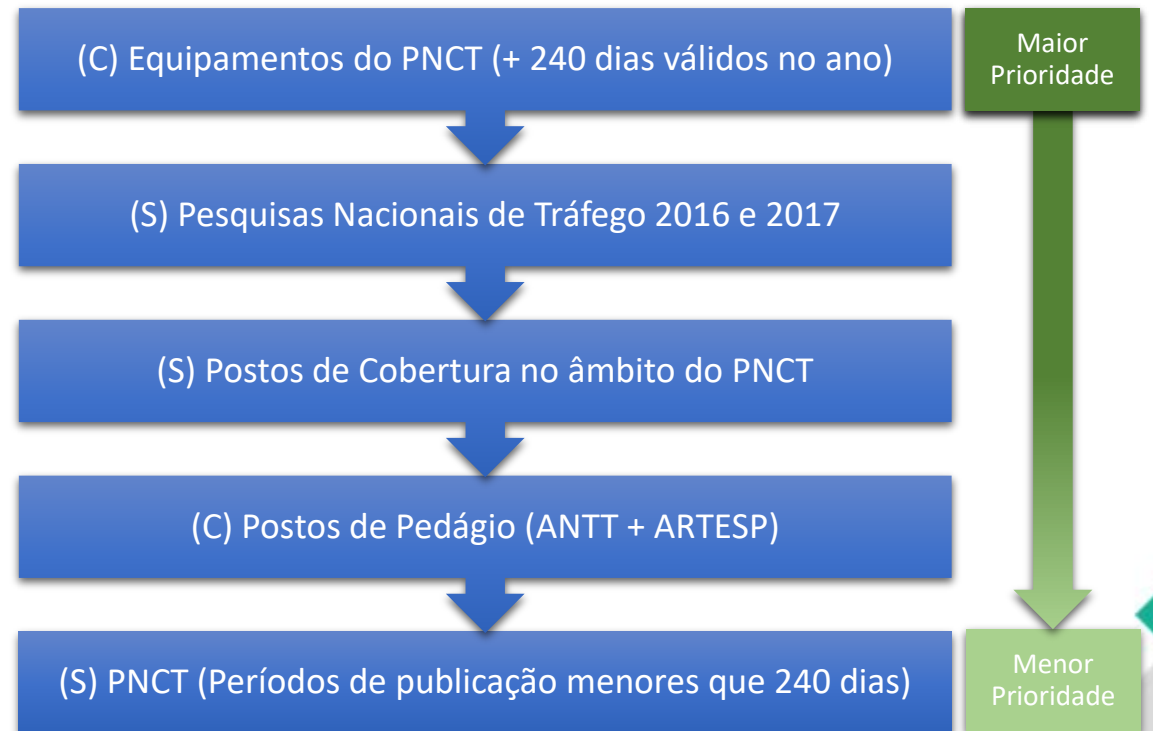 (C) Equipamentos do PNCT (+ 240 dias válidos no ano)
Maior
Prioridade
(S) Pesquisas Nacionais de Tráfego 2016 e 2017
(S) Postos de Cobertura no âmbito do PNCT
(C) Postos de Pedágio (ANTT + ARTESP)
(S) PNCT (Períodos de publicação menores que 240 dias)
Menor
Prioridade